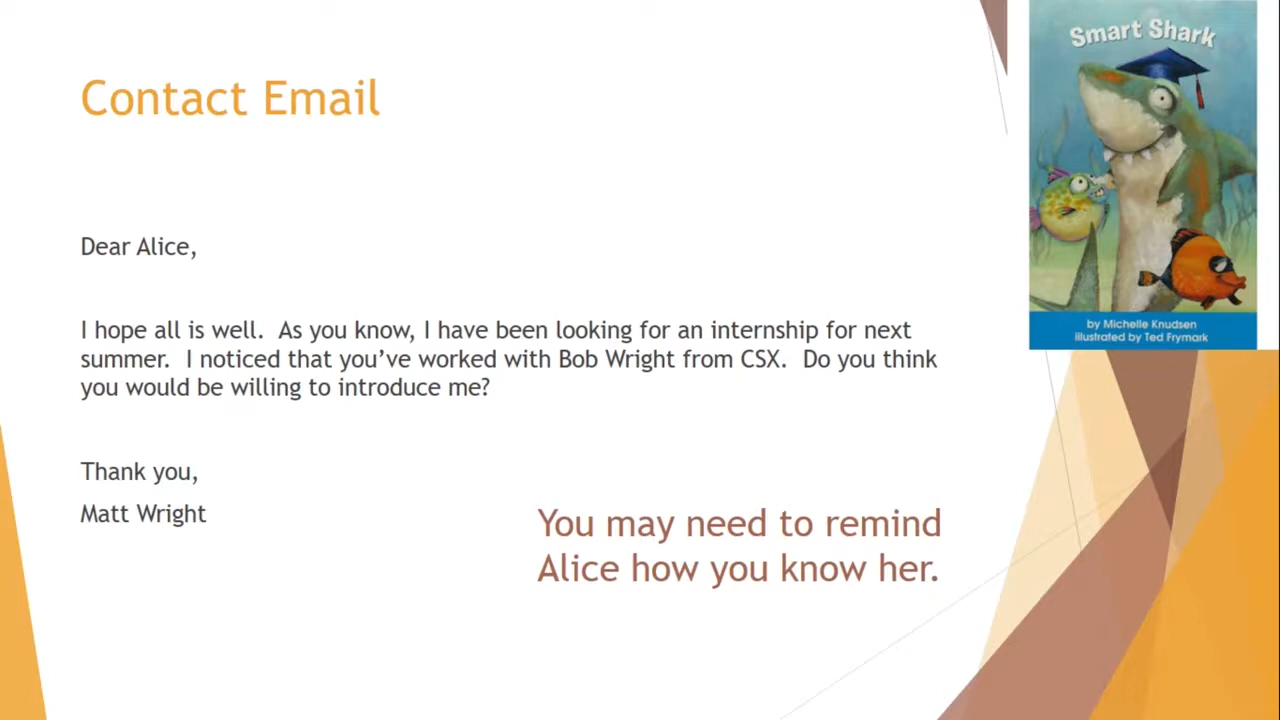 Contact Email
Dear Alice,
I hope all is well.  As you know, I have been looking for an internship for next
summer.  I noticed that you’ve worked with Bob Wright from CSX.  Do you think
you would be willing to introduce me?
Thank you,
Matt Wright
You may need to remind
Alice how you know her.
Smart Shark
by Michelle Knudsen
illustrated by Ted Frymark